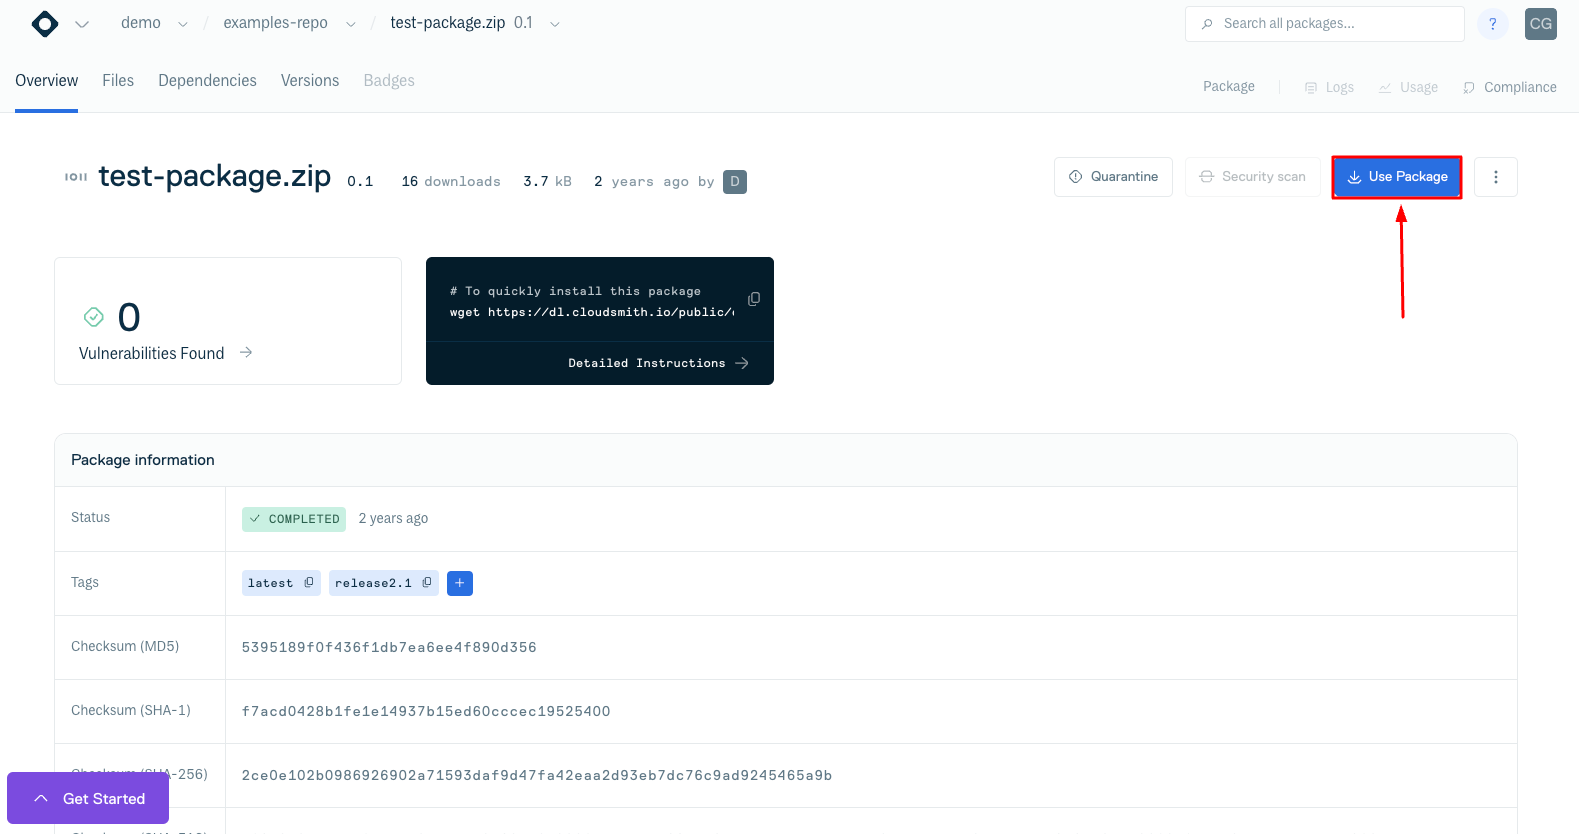 demo / examples-repo / test-package.zip 0.1
Search all packages...
?
CG
Overview Files Dependencies Versions Badges
Package Logs Usage Compliance
test-package.zip 0.1 16 downloads 3.7 kB 2 years ago by D
Quarantine Security scan Use Package
0
Vulnerabilities Found
# To quickly install this package
wget https://dl.cloudsmith.io/public/
Detailed Instructions
Package information
Status COMPLETED 2 years ago
Tags latest release2.1 +
Checksum (MD5) 5395189f0f436f1db7ea6ee4f890d356
Checksum (SHA-1) f7acd0428b1fe1e14937b15ed60cccec19525400
Checksum (SHA-256) 2ce0e102b0986926902a71593daf9d47fa42eaa2d93eb7dc76c9ad9245465a9b
Get Started